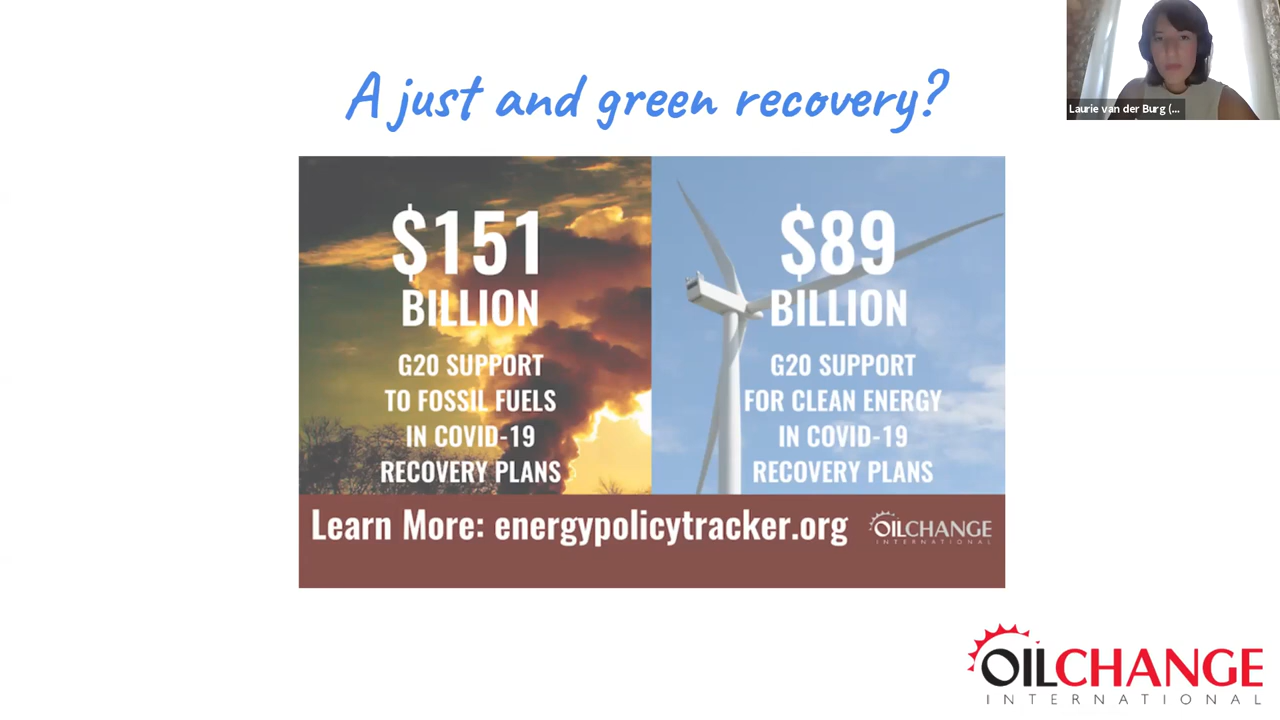 A just and green recovery?
Laurie van der Burg (...
$151
BILLION
G20 SUPPORT
TO FOSSIL FUELS
IN COVID-19
RECOVERY PLANS
$89
BILLION
G20 SUPPORT
FOR CLEAN ENERGY
IN COVID-19
RECOVERY PLANS
Learn More: energypolicytracker.org
OILCHANGE
INTERNATIONAL
OILCHANGE
INTERNATIONAL